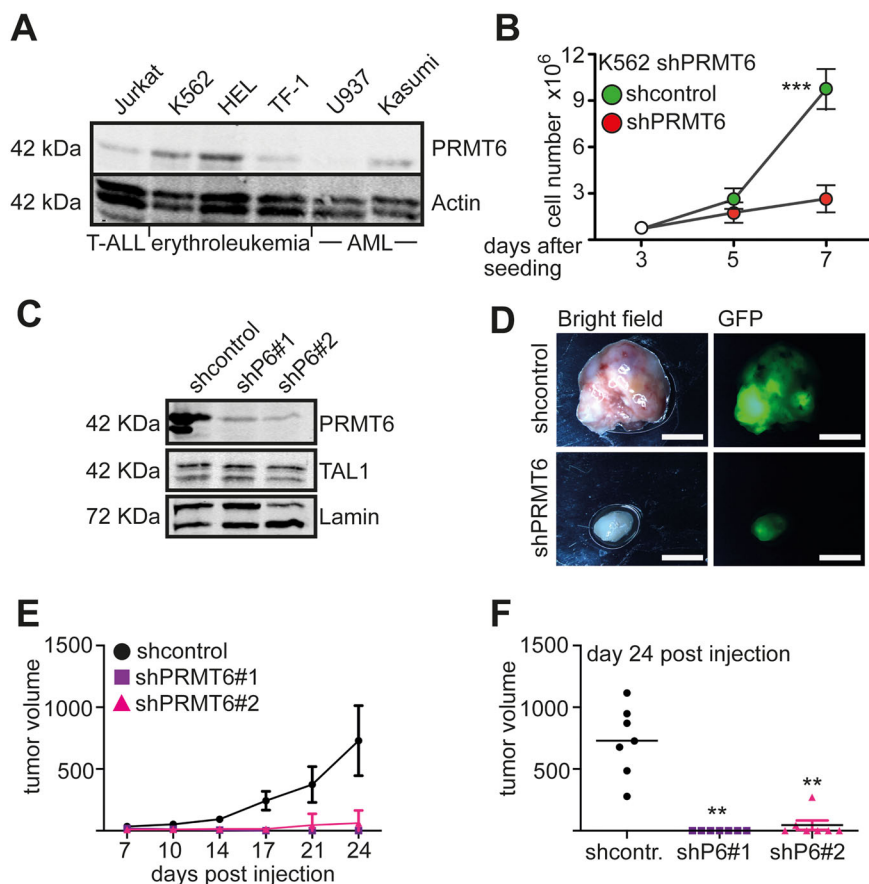 A
Jurkat K562 HEL TF-1 U937 Kasumi
42 kDa PRMT6
42 kDa Actin
T-ALL erythroleukemia AML
B
K562 shPRMT6
shcontrol
shPRMT6
***
cell number x10⁶
12
9
6
3
days after
seeding
3 5 7
C
shcontrol shP6#1 shP6#2
42 KDa PRMT6
42 KDa TAL1
72 KDa Lamin
D
Bright field GFP
shcontrol
shPRMT6
E
shcontrol
shPRMT6#1
shPRMT6#2
tumor volume
1500
1000
500
7 10 14 17 21 24
days post injection
F
day 24 post injection
tumor volume
1500
1000
500
** **
shcontr. shP6#1 shP6#2